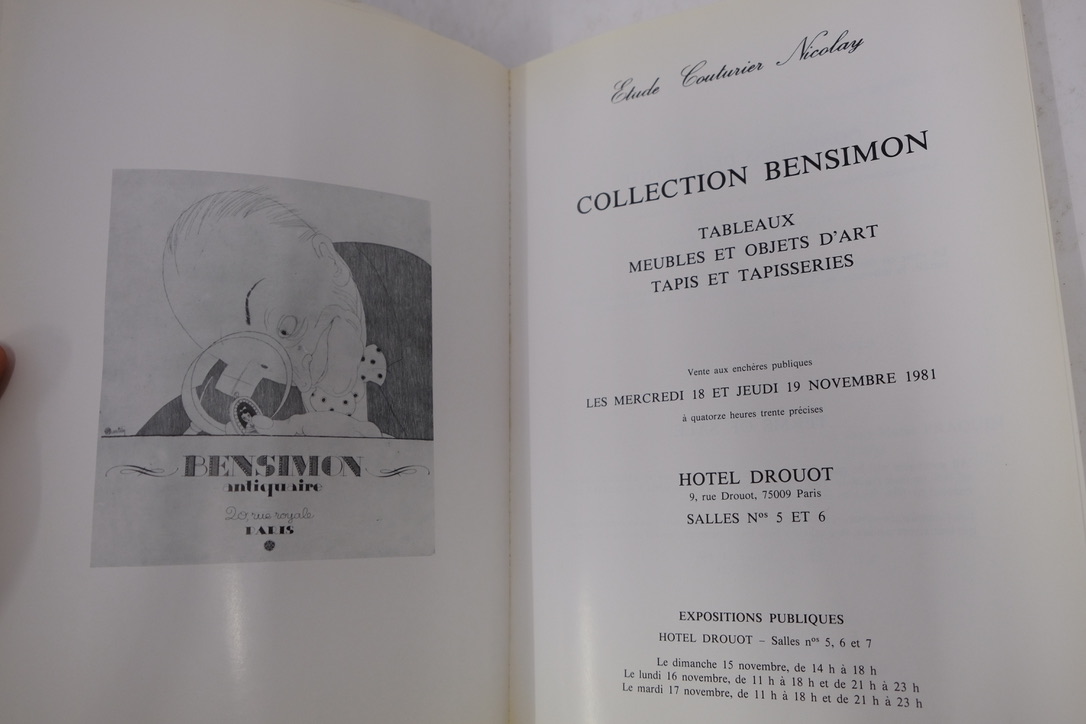 BENSIMON
antiquaire
20, rue royale
PARIS
Etude Couturier Nicolay
COLLECTION BENSIMON
TABLEAUX
MEUBLES ET OBJETS D'ART
TAPIS ET TAPISSERIES
Vente aux enchères publiques
LES MERCREDI 18 ET JEUDI 19 NOVEMBRE 1981
à quatorze heures trente précises
HOTEL DROUOT
9, rue Drouot, 75009 Paris
SALLES Nos 5 ET 6
EXPOSITIONS PUBLIQUES
HOTEL DROUOT – Salles nos 5, 6 et 7
Le dimanche 15 novembre, de 14 h à 18 h
Le lundi 16 novembre, de 11 h à 18 h et de 21 h à 23 h
Le mardi 17 novembre, de 11 h à 18 h et de 21 h à 23 h